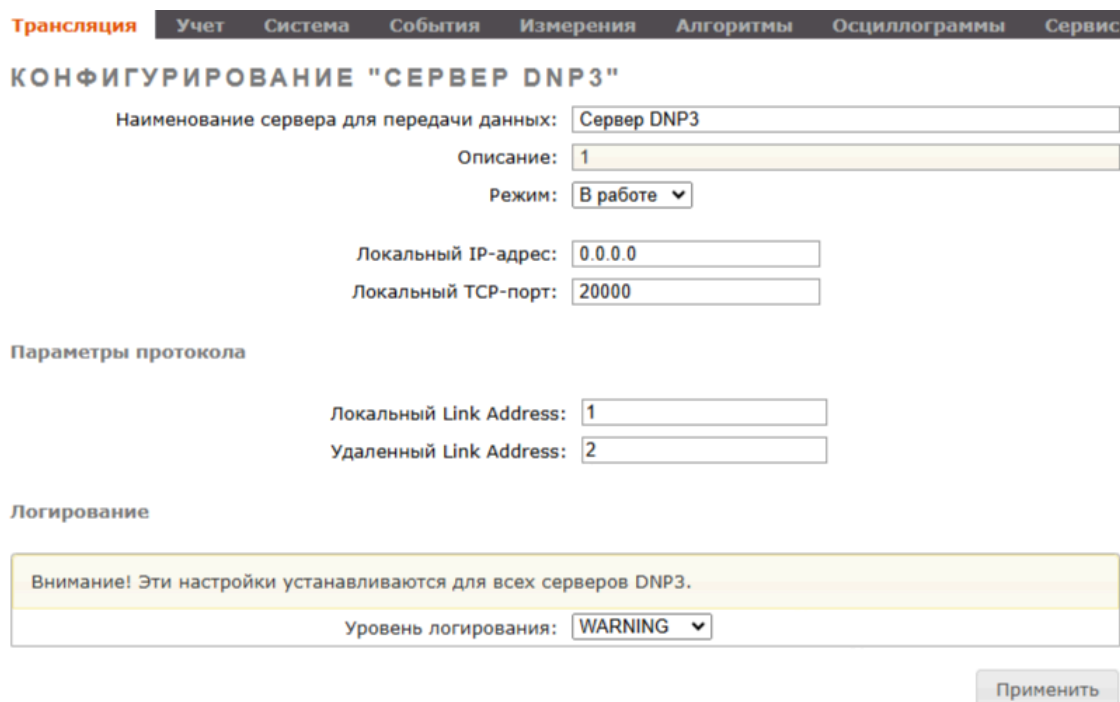 Трансляция Учет Система События Измерения Алгоритмы Осциллограммы Сервис
КОНФИГУРИРОВАНИЕ "СЕРВЕР DNP3"
Наименование сервера для передачи данных: Сервер DNP3
Описание: 1
Режим: В работе
Локальный IP-адрес: 0.0.0.0
Локальный TCP-порт: 20000
Параметры протокола
Локальный Link Address: 1
Удаленный Link Address: 2
Логирование
Внимание! Эти настройки устанавливаются для всех серверов DNP3.
Уровень логирования: WARNING
Применить